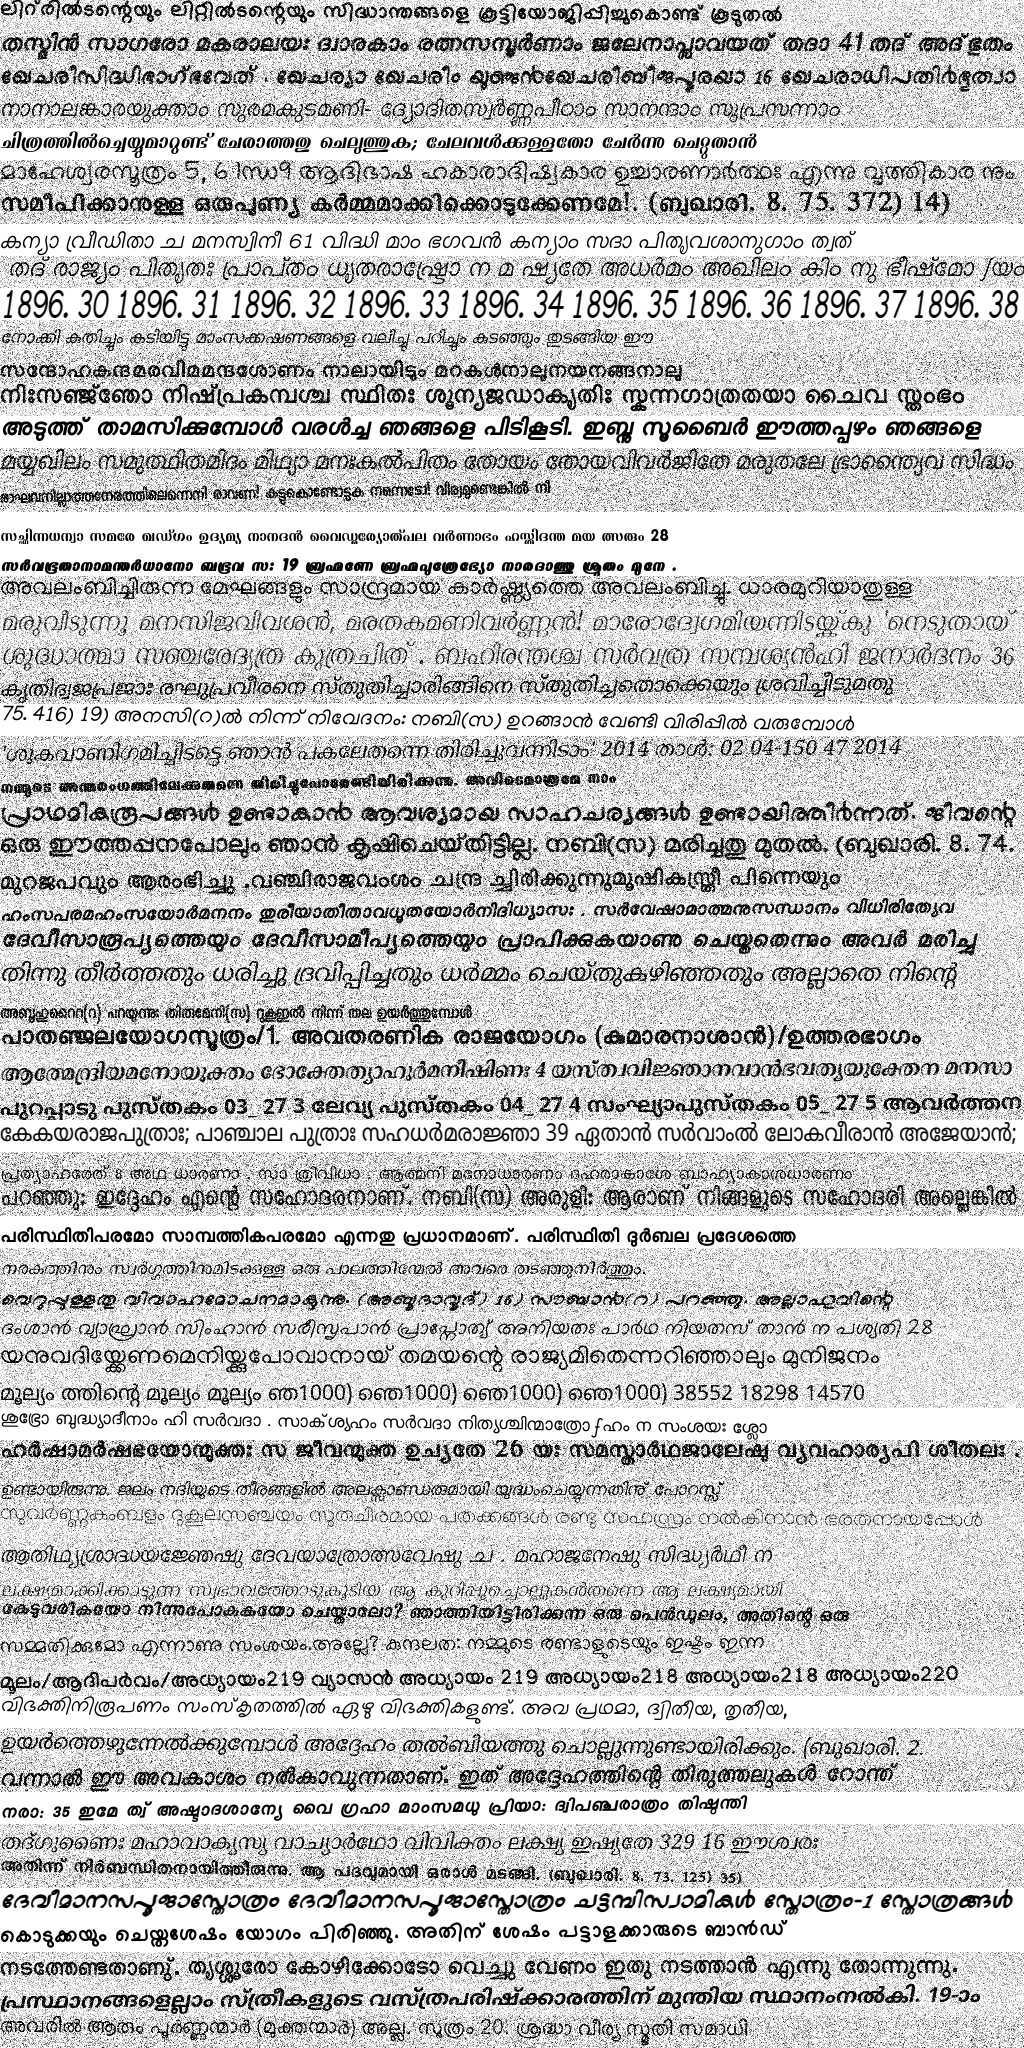 ലിറ്റിൽടന്റെയും ലിറ്റിൽടന്റെയും സിദ്ധാന്തങ്ങളെ കൂട്ടിയോജിപ്പിച്ചുകൊണ്ട് കൂടുതൽ
തസ്മിൻ സാഗരോ മകരാലയഃ ദ്വാരകാം രത്നസമ്പൂർണാം ജലേനാപ്ലാവയത് തദാ 41 തദ് അദ്ഭുതം
ഖേചരീസിദ്ധിഭാഗ്ഭവേത് . ഖേചര്യാ ഖേചരീം ഖേചരീബീജപൂരയാ 16 ഖേചരാധിപതിർഭൂത്വാ
നാനാലങ്കാരയുക്താം സുരമകുടമണി- ദ്യോദിതസ്വർണ്ണപീഠാം സാനന്ദാം സുപ്രസന്നാം
ചിത്രത്തിൽച്ചെയ്യുമാറുണ്ട് ചേരാത്തതു ചെല്വത്തുക; ചേലവൾക്കുള്ളതോ ചേർന്നു ചെറ്റുതാൻ
മാഹേശ്വരസൂത്രം 5, 6 ഇന്ധ9 ആദിഭാഷ ഹകാരാദിഷ്വകാര ഉച്ചാരണാർത്ഥഃ എന്നു വൃത്തികാര നും
സമീപിക്കാനുള്ള ഒരുപുണ്യ കർമ്മമാക്കിക്കൊടുക്കേണമേ!. (ബുഖാരി. 8. 75. 372) 14)
കന്യാ വ്രീഡിതാ ച മനസ്വിനീ 61 വിദ്ധി മാം ഭഗവൻ കന്യാം സദാ പിതൃവശാനുഗാം ത്വത്
തദ് രാജ്യം പിതൃതഃ പ്രാപ്തം ധൃതരാഷ്ട്രോ ന മ ഷ്യതേ അധർമം അഖിലം കിം നു ഭീഷ്മോ ഽയം
1896. 30 1896. 31 1896. 32 1896. 33 1896. 34 1896. 35 1896. 36 1896. 37 1896. 38
നോക്കി കുതിച്ചും കടിയിട്ടു മാംസക്കഷണങ്ങളെ വലിച്ചു പറിച്ചും കുടഞ്ഞും തുടങ്ങിയ ഈ
സന്ദോഹകന്ദമരവിമമന്ദശോണം നാലായിടും മറകൾനാലുനയനങ്ങനാലു
നിഃസഞ്ജ്ഞോ നിഷ്പ്രകമ്പശ്ച സ്ഥിതഃ ശൂന്യജഡാകൃതിഃ സ്കന്നഗാത്രതയാ ചൈവ സ്തംഭം
അടുത്ത് താമസിക്കുമ്പോൾ വരൾച്ച ഞങ്ങളെ പിടികൂടി. ഇബ്നു സുബൈർ ഈത്തപ്പഴം ഞങ്ങളെ
മയ്യഖിലം സമുത്ഥിതമിദം മിഥ്യാ മനഃകൽപിതം തോയം തോയവിവർജിതേ മരുതലേ ഭ്രാന്ത്യൈവ സിദ്ധം
രാഘവനില്ലാത്തനേരത്തിലെന്നെനീ രാവണ! കട്ടുകൊണ്ടോടുക നന്നെടോ! വീര്യമുണ്ടെങ്കിൽ നീ
സച്ഛിന്നധന്വാ സമരേ ഖഡ്ഗം ഉദ്യമ്യ നാനദൻ വൈഡൂര്യോത്പല വർണാഭം ഹസ്തിദന്ത മയ ത്സരും 28
സർവഭൂതാനാമന്തർധാനോ ബഭൂവ സ: 19 ബ്രഹ്മണേ ബ്രഹ്മപുത്രേഭ്യോ നാരദാത്തു ശ്രുതം മുനേ .
അവലംബിച്ചിരുന്ന മേഘങ്ങളും സാന്ദ്രമായ കാർഷ്ണ്യത്തെ അവലംബിച്ചു. ധാരമുറിയാതുള്ള
മരുവീടുന്നൂ മനസിജവിവശൻ, മരതകമണിവർണ്ണൻ! മാരോദ്വേഗമിയന്നിടയ്ക്കു 'നെടുതായ്
ശുദ്ധാത്മാ സഞ്ചരേദ്യത്ര കുത്രചിത് . ബഹിരന്തശ്ച സർവത്ര സമ്പശ്യൻഹി ജനാർദനം 36
കൃതിദ്വജപ്രജാഃ രഘുപ്രവീരനെ സ്തുതിച്ചാരിങ്ങിനെ സ്തുതിച്ചതൊക്കെയും ശ്രവിച്ചീടുമതു
75. 416) 19) അനസി(റ)ൽ നിന്ന് നിവേദനം: നബി(സ) ഉറങ്ങാൻ വേണ്ടി വിരിപ്പിൽ വരുമ്പോൾ
'ശുകവാണിഗമിച്ചിടട്ടെ ഞാൻ പകലേതന്നെ തിരിച്ചുവന്നിടാം' 2014 താൾ: 02 04-150 47 2014
നമ്മുടെ അന്തരംഗത്തിലേക്കുതന്നെ തിരിച്ചുപോരേണ്ടിയിരിക്കുന്നു. അവിടെമാത്രമേ നാം
പ്രാഥമികരൂപങ്ങൾ ഉണ്ടാകാൻ ആവശ്യമായ സാഹചര്യങ്ങൾ ഉണ്ടായിരുന്നീർന്നത്. ജീവന്റെ
ഒരു ഈത്തപ്പനപോലും ഞാൻ കൃഷിചെയ്തിട്ടില്ല. നബി(സ) മരിച്ചതു മുതൽ. (ബുഖാരി. 8. 74.
മുറജപവും ആരംഭിച്ചു .വഞ്ചിരാജവംശം ചന്ദ്ര ച്ചിരിക്കുന്നുമൂഷികസ്ത്രീ പിന്നെയും
ഹംസപരമഹംസയോർമനനം തുരീയാതീതാവധൂതയോർനിദിധ്യാസഃ . സർവേഷാമാത്മനുസന്ധാനം വിധിരിത്യേവ
ദേവീസാരൂപ്യത്തെയും ദേവീസാമീപ്യത്തെയും പ്രാപിക്കുകയാണു ചെയ്തതെന്നും അവർ മരിച്ച
തിന്നു തീർത്തതും ധരിച്ചു ദ്രവിപ്പിച്ചതും ധർമ്മം ചെയ്തുകഴിഞ്ഞതും അല്ലാതെ നിന്റെ
അബൂഹുറൈറ(റ) പറയുന്നു: തിരുമേനി(സ) റുകൂഇൽ നിന്ന് തല ഉയർത്തുമ്പോൾ
പാതഞ്ജലയോഗസൂത്രം/1. അവതരണിക രാജയോഗം (കുമാരനാശാൻ)/ഉത്തരഭാഗം
ആത്മേന്ദ്രിയമനോയുക്തം ഭോക്തേത്യാഹുർമനീഷിണഃ 4 യസ്ത്വവിജ്ഞാനവാൻഭവത്യയുക്തേന മനസാ
പുറപ്പാടു പുസ്തകം 03_ 27 3 ലേവ്യ പുസ്തകം 04_ 27 4 സംഘ്യാപുസ്തകം 05_ 27 5 ആവർത്തന
കേകയരാജപുത്രാഃ; പാഞ്ചാല പുത്രാഃ സഹധർമരാജ്ഞാ 39 ഏതാൻ സർവാംൽ ലോകവീരാൻ അജേയാൻ;
പ്രത്യാഹരേത് 8 അഥ ധാരണാ . സാ ത്രിവിധാ . ആത്മനി മനോധാരണം ദഹരാകാശേ ബാഹ്യാകാശധാരണം
പറഞ്ഞു: ഇദ്ദേഹം എന്റെ സഹോദരനാണ്. നബി(സ) അരുളി: ആരാണ് നിങ്ങളുടെ സഹോദരി അല്ലെങ്കിൽ
പരിസ്ഥിതിപരമോ സാമ്പത്തികപരമോ എന്നതു പ്രധാനമാണ്. പരിസ്ഥിതി ദുർബല പ്രദേശത്തെ
നരകത്തിനും സ്വർഗ്ഗത്തിനുമിടക്കുള്ള ഒരു പാലത്തിന്മേൽ അവരെ തടഞ്ഞുനിർത്തും.
വെറുപ്പുള്ളതു വിവാഹമോചനമാകുന്നു. (അബൂദാവൂദ്) 16) സൗബാൻ(റ) പറഞ്ഞു. അല്ലാഹുവിന്റെ
ദംശാൻ വ്യാഘ്രാൻ സിംഹാൻ സരീസൃപാൻ പ്രാപ്നോത്യ് അനിയതഃ പാർഥ നിയതസ് താൻ ന പശ്യതി 28
യനുവദിയ്ക്കേണമെനിയ്ക്കുപോവാനായ് തമയന്റെ രാജ്യമിതെന്നറിഞ്ഞാലും മുനിജനം
മൂല്യം ത്തിന്റെ മൂല്യം മൂല്യം ഞ1000) ഞെ1000) ഞെ1000) ഞെ1000) 38552 18298 14570
ശുഭ്രോ ബുദ്ധ്യാദീനാം ഹി സർവദാ . സാക്ശ്യഹം സർവദാ നിത്യശ്ചിന്മാത്രോഽഹം ന സംശയഃ ശ്ലോ
ഹർഷാമർഷഭയോന്മുക്തഃ സ ജീവന്മുക്ത ഉച്യതേ 26 യഃ സമസ്താർഥജാലേഷു വ്യവഹാര്യപി ശീതലഃ .
ഉണ്ടായിരുന്നു. ജലം നദിയുടെ തീരങ്ങളിൽ അലക്സാണ്ഡരുമായി യുദ്ധംചെയ്യുന്നതിനു് പോറസ്സ്
സുവർണ്ണകംബളം ദുകൂലസഞ്ചയം സുരുചിരമായ പതക്കങ്ങൾ രണ്ടു സഹസ്രം നൽകിനാൻ ഭരതനായപ്പോൾ
ആതിഥ്യശ്രാദ്ധയജ്ഞേഷു ദേവയാത്രോത്സവേഷു ച . മഹാജനേഷു സിദ്ധ്യർഥീ ന
ലക്ഷ്യമാക്കിക്കാട്ടുന്ന സ്വഭാവത്തോടുകൂടിയ ആ കുറിപ്പുച്ചൊല്ലുകൻതന്നെ ആ ലക്ഷ്യമായി
കേടുവരികയോ നിന്നുപോകുകയോ ചെയ്താലോ? ഞാത്തിയിട്ടിരിക്കുന്ന ഒരു പെൻഡുലം, അതിന്റെ ഒരു
സമ്മതിക്കുമോ എന്നാണു സംശയം.അല്ലേ? കുന്ദലത: നമ്മുടെ രണ്ടാളുടെയും ഇഷ്ടം ഇന്ന
മൂലം/ആദിപർവം/അധ്യായം219 വ്യാസൻ അധ്യായം 219 അധ്യായം218 അധ്യായം218 അധ്യായം220
വിഭക്തിനിരൂപണം സംസ്കൃതത്തിൽ ഏഴു വിഭക്തികളുണ്ട്. അവ പ്രഥമാ, ദ്വിതീയ, തൃതീയ,
ഉയർത്തെഴുന്നേൽക്കുമ്പോൾ അദ്ദേഹം തൽബിയത്തു ചൊല്ലുന്നുണ്ടായിരിക്കും. (ബുഖാരി. 2.
വന്നാൽ ഈ അവകാശം നൽകാവുന്നതാണ്. ഇത് അദ്ദേഹത്തിന്റെ തിരുത്തലുകൾ റോന്ത്
നരാ: 35 ഇമേ ത്വ് അഷ്ടാദശാന്യേ വൈ ഗ്രഹാ മാംസമധു പ്രിയാ: ദ്വിപഞ്ചരാത്രം തിഷ്ഠന്തി
തദ്ഗുണൈഃ മഹാവാക്യസ്യ വാച്യാർഥോ വിവിക്തം ലക്ഷ്യ ഇഷ്യതേ 329 16 ഈശ്വരഃ
അതിന്ന് നിർബന്ധിതനായിത്തീരുന്നു. ആ പദവുമായി ഒരാൾ മടങ്ങി. (ബുഖാരി. 8. 73. 125) 35)
ദേവീമാനസപൂജാസ്തോത്രം ദേവീമാനസപൂജാസ്തോത്രം ചട്ടമ്പിസ്വാമികൾ സ്തോത്രം-1 സ്തോത്രങ്ങൾ
കൊടുക്കയും ചെയ്തശേഷം യോഗം പിരിഞ്ഞു. അതിന് ശേഷം പട്ടാളക്കാരുടെ ബാൻഡ്
നടത്തേണ്ടതാണു്. തൃശ്ശൂരോ കോഴിക്കോടോ വെച്ചു വേണം ഇതു നടത്താൻ എന്നു തോന്നുന്നു.
പ്രസ്ഥാനങ്ങളെല്ലാം സ്ത്രീകളുടെ വസ്ത്രപരിഷ്ക്കാരത്തിന് മുന്തിയ സ്ഥാനംനൽകി. 19-ാം
അവരിൽ ആരും പൂർണ്ണന്മാർ (മുക്തന്മാർ) അല്ല. സൂത്രം 20. ശ്രദ്ധാ വീര്യ സ്മൃതി സമാധി